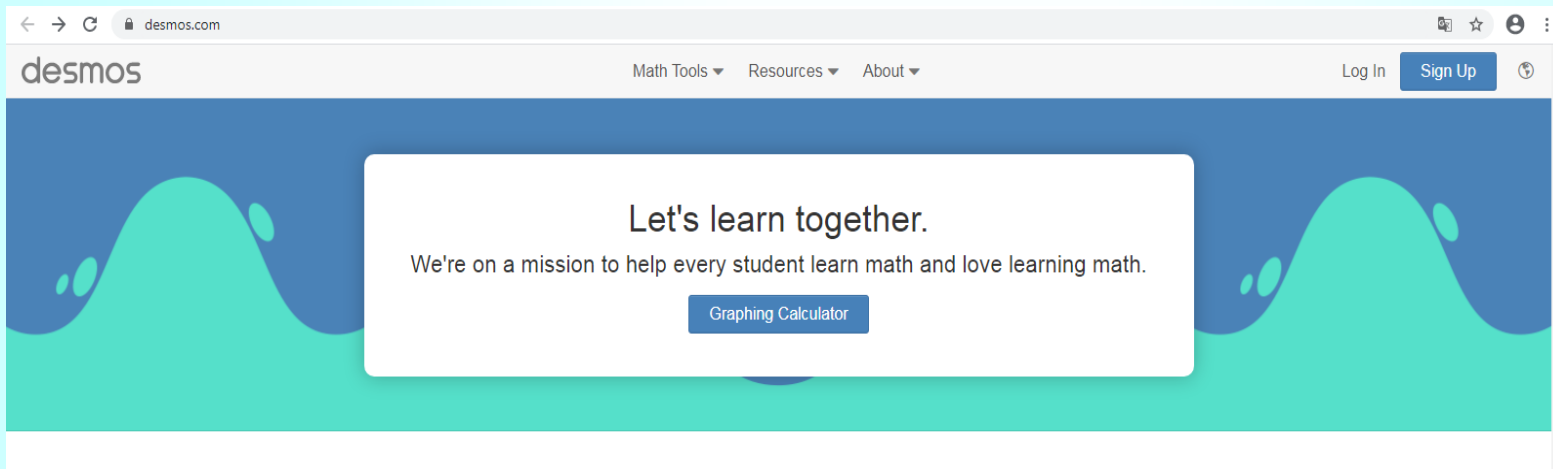 desmos.com
desmos Math Tools Resources About Log In Sign Up
Let's learn together.
We're on a mission to help every student learn math and love learning math.
Graphing Calculator